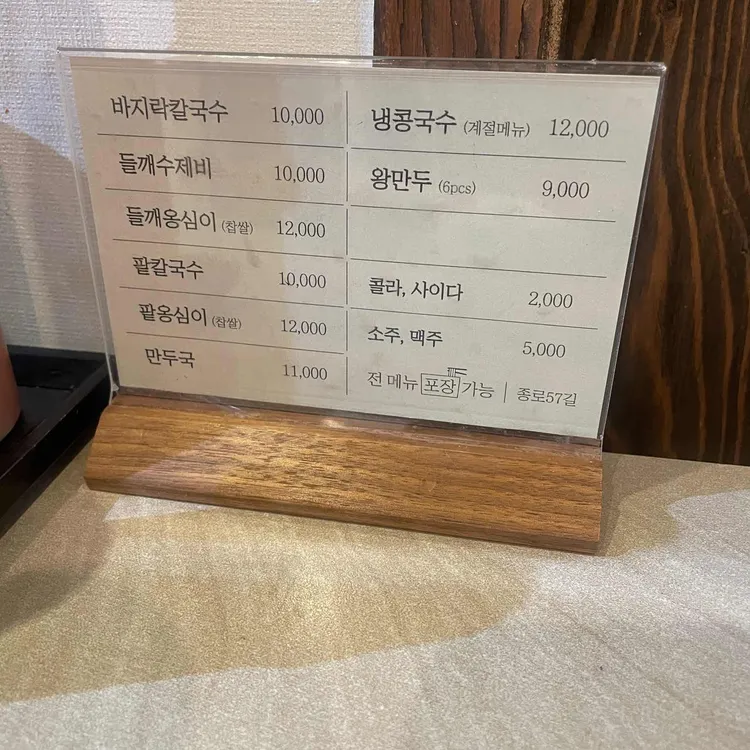 바지락칼국수 10,000
들깨수제비 10,000
들깨옹심이 (찹쌀) 12,000
팥칼국수 10,000
팥옹심이 (찹쌀) 12,000
만두국 11,000
냉콩국수 (계절메뉴) 12,000
왕만두 (6pcs) 9,000
콜라, 사이다 2,000
소주, 맥주 5,000
전 메뉴 포장 가능 | 종로57길